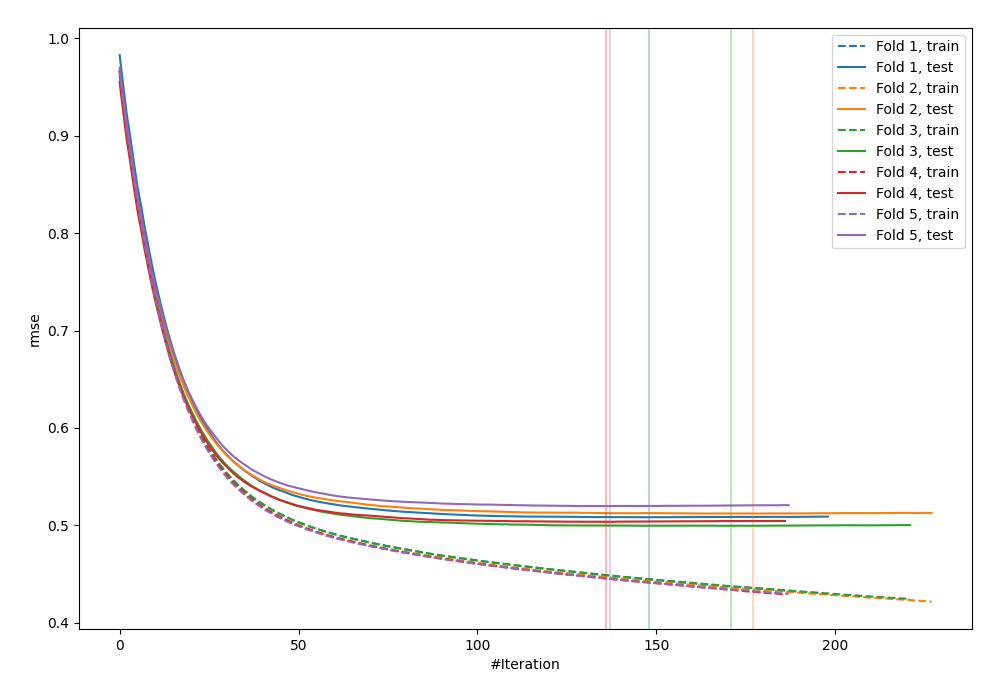 1.0
0.9
0.8
0.7
0.6
0.5
0.4
rmse
0
50
100
150
200
#Iteration
Fold 1, train
Fold 1, test
Fold 2, train
Fold 2, test
Fold 3, train
Fold 3, test
Fold 4, train
Fold 4, test
Fold 5, train
Fold 5, test